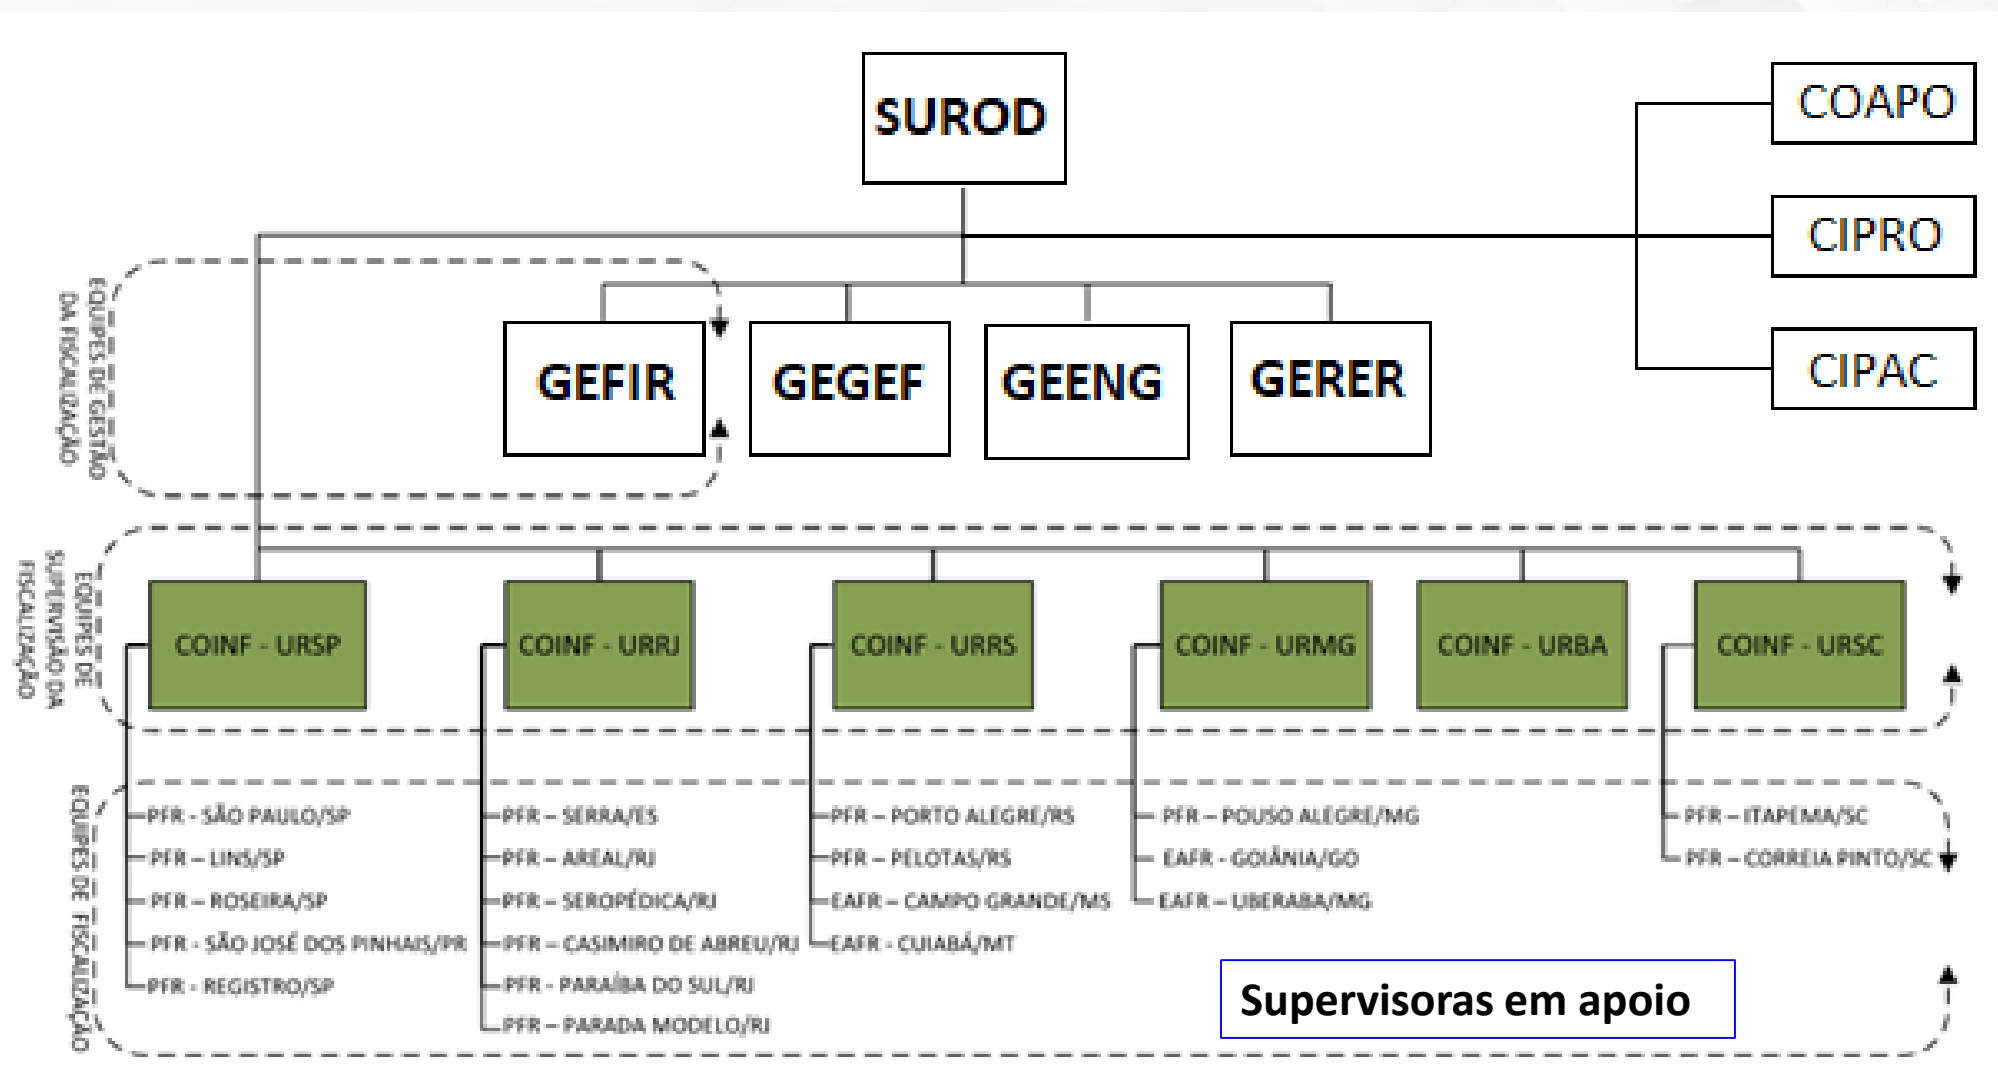 SUROD
COAPO
CIPRO
CIPAC
EQUIPES DE GESTÃO
DA FISCALIZAÇÃO
GEFIR
GEGEF
GEENG
GERER
EQUIPES DE
SUPERVISÃO DA
FISCALIZAÇÃO
COINF - URSP
COINF - URRJ
COINF - URRS
COINF - URMG
COINF - URBA
COINF - URSC
EQUIPES DE FISCALIZAÇÃO
PFR - SÃO PAULO/SP
PFR – LINS/SP
PFR – ROSEIRA/SP
PFR - SÃO JOSÉ DOS PINHAIS/PR
PFR - REGISTRO/SP
PFR – SERRA/ES
PFR – AREAL/RJ
PFR – SEROPÉDICA/RJ
PFR – CASIMIRO DE ABREU/RJ
PFR - PARAÍBA DO SUL/RJ
PFR – PARADA MODELO/RJ
PFR – PORTO ALEGRE/RS
PFR – PELOTAS/RS
EAFR – CAMPO GRANDE/MS
EAFR - CUIABÁ/MT
PFR – POUSO ALEGRE/MG
EAFR - GOIÂNIA/GO
EAFR – UBERABA/MG
PFR – ITAPEMA/SC
PFR – CORREIA PINTO/SC
Supervisoras em apoio